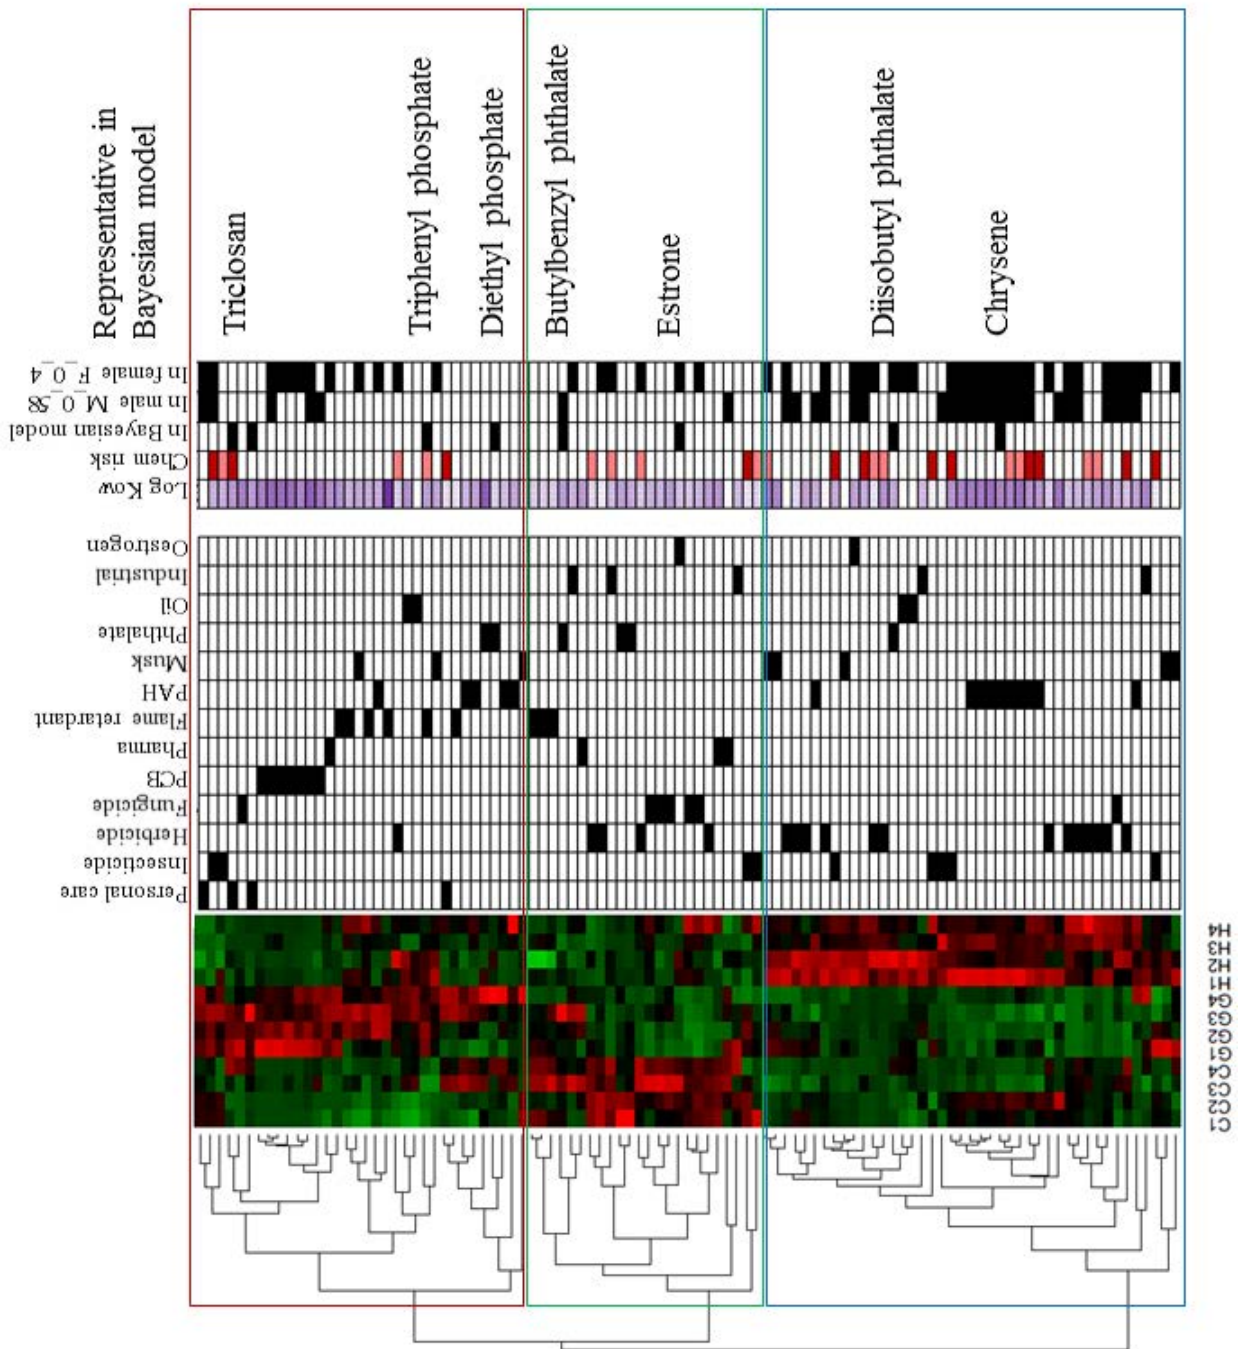 Representative in
Bayesian model
Triclosan
Triphenyl phosphate
Diethyl phosphate
Butylbenzyl phthalate
Estrone
Diisobutyl phthalate
Chrysene
In female F_0_4
In male M_0_58
In Bayesian model
Chem risk
Log Kow
Oestrogen
Industrial
Oil
Phthalate
Musk
PAH
Flame retardant
Pharma
PCB
Fungicide
Herbicide
Insecticide
Personal care
H4
H3
H2
H1
G4
G3
G2
G1
C4
C3
C2
C1